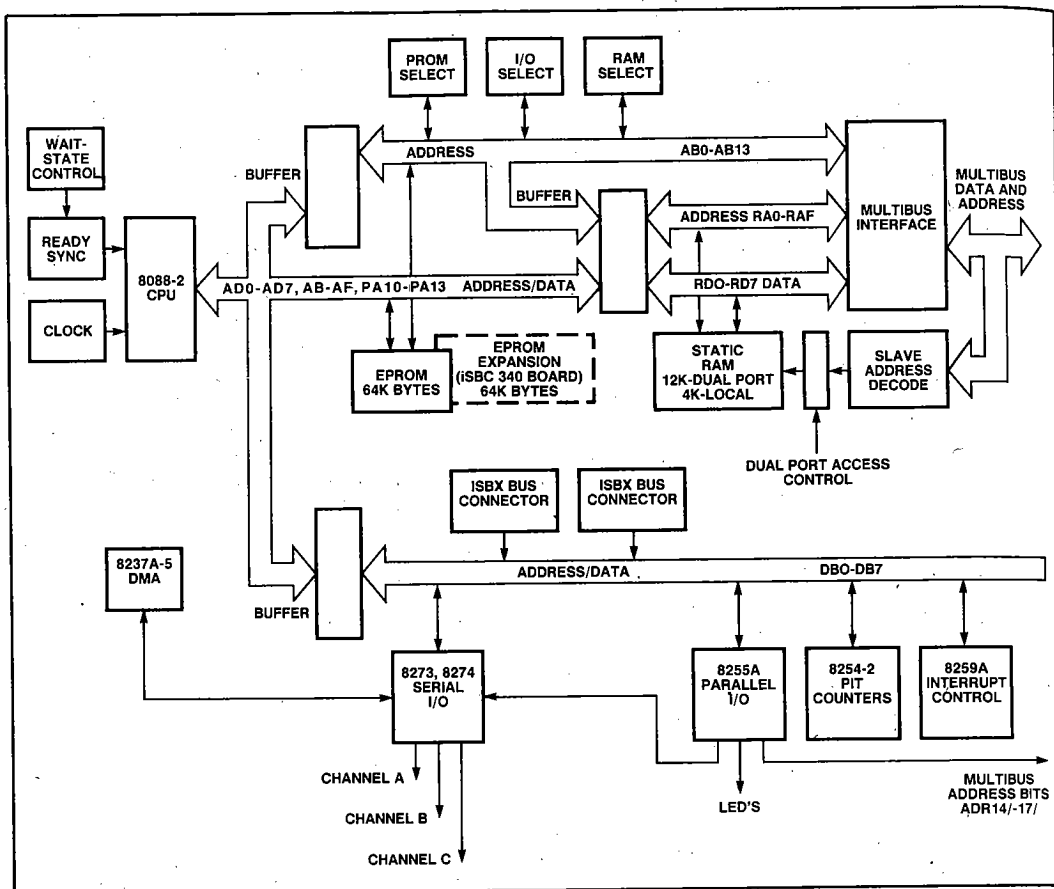 PROM
SELECT
I/O
SELECT
RAM
SELECT
WAIT-
STATE
CONTROL
BUFFER
ADDRESS
AB0-AB13
BUFFER
MULTIBUS
DATA AND
ADDRESS
READY
SYNC
8088-2
CPU
ADDRESS RA0-RAF
MULTIBUS
INTERFACE
AD0-AD7, AB-AF, PA10-PA13
ADDRESS/DATA
RDO-RD7 DATA
CLOCK
EPROM
64K BYTES
EPROM
EXPANSION
(iSBC 340 BOARD)
64K BYTES
STATIC
RAM
12K-DUAL PORT
4K-LOCAL
SLAVE
ADDRESS
DECODE
DUAL PORT ACCESS
CONTROL
ISBX BUS
CONNECTOR
ISBX BUS
CONNECTOR
8237A-5
DMA
ADDRESS/DATA
DBO-DB7
BUFFER
8273, 8274
SERIAL
I/O
8255A
PARALLEL
I/O
8254-2
PIT
COUNTERS
8259A
INTERRUPT
CONTROL
CHANNEL A
CHANNEL B
CHANNEL C
LED'S
MULTIBUS
ADDRESS BITS
ADR14/-17/